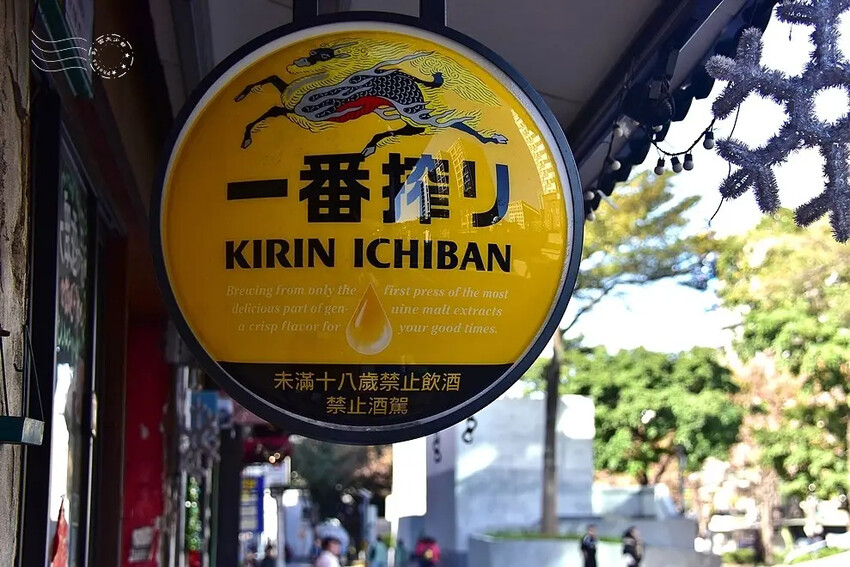 一番搾り
KIRIN ICHIBAN
Brewing from only the first press of the most
delicious part of gen- uine malt extracts
a crisp flavor for your good times.
未滿十八歲禁止飲酒
禁止酒駕